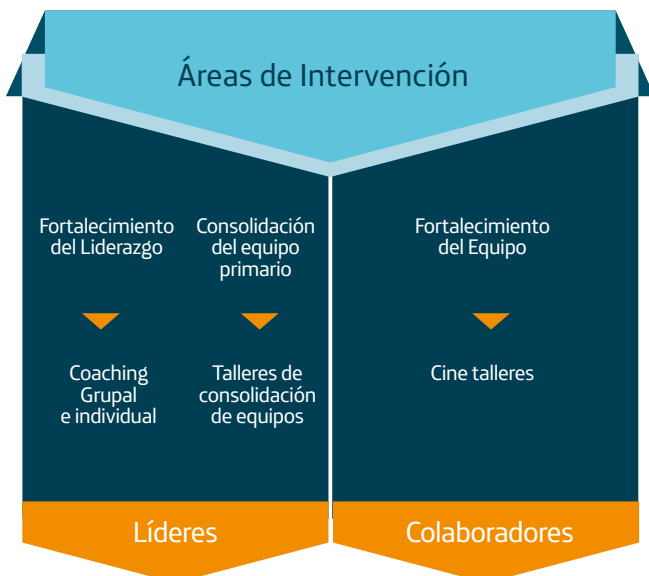 Áreas de Intervención
Fortalecimiento
del Liderazgo
Consolidación
del equipo
primario
Fortalecimiento
del Equipo
Coaching
Grupal
e individual
Talleres de
consolidación
de equipos
Cine talleres
Líderes
Colaboradores